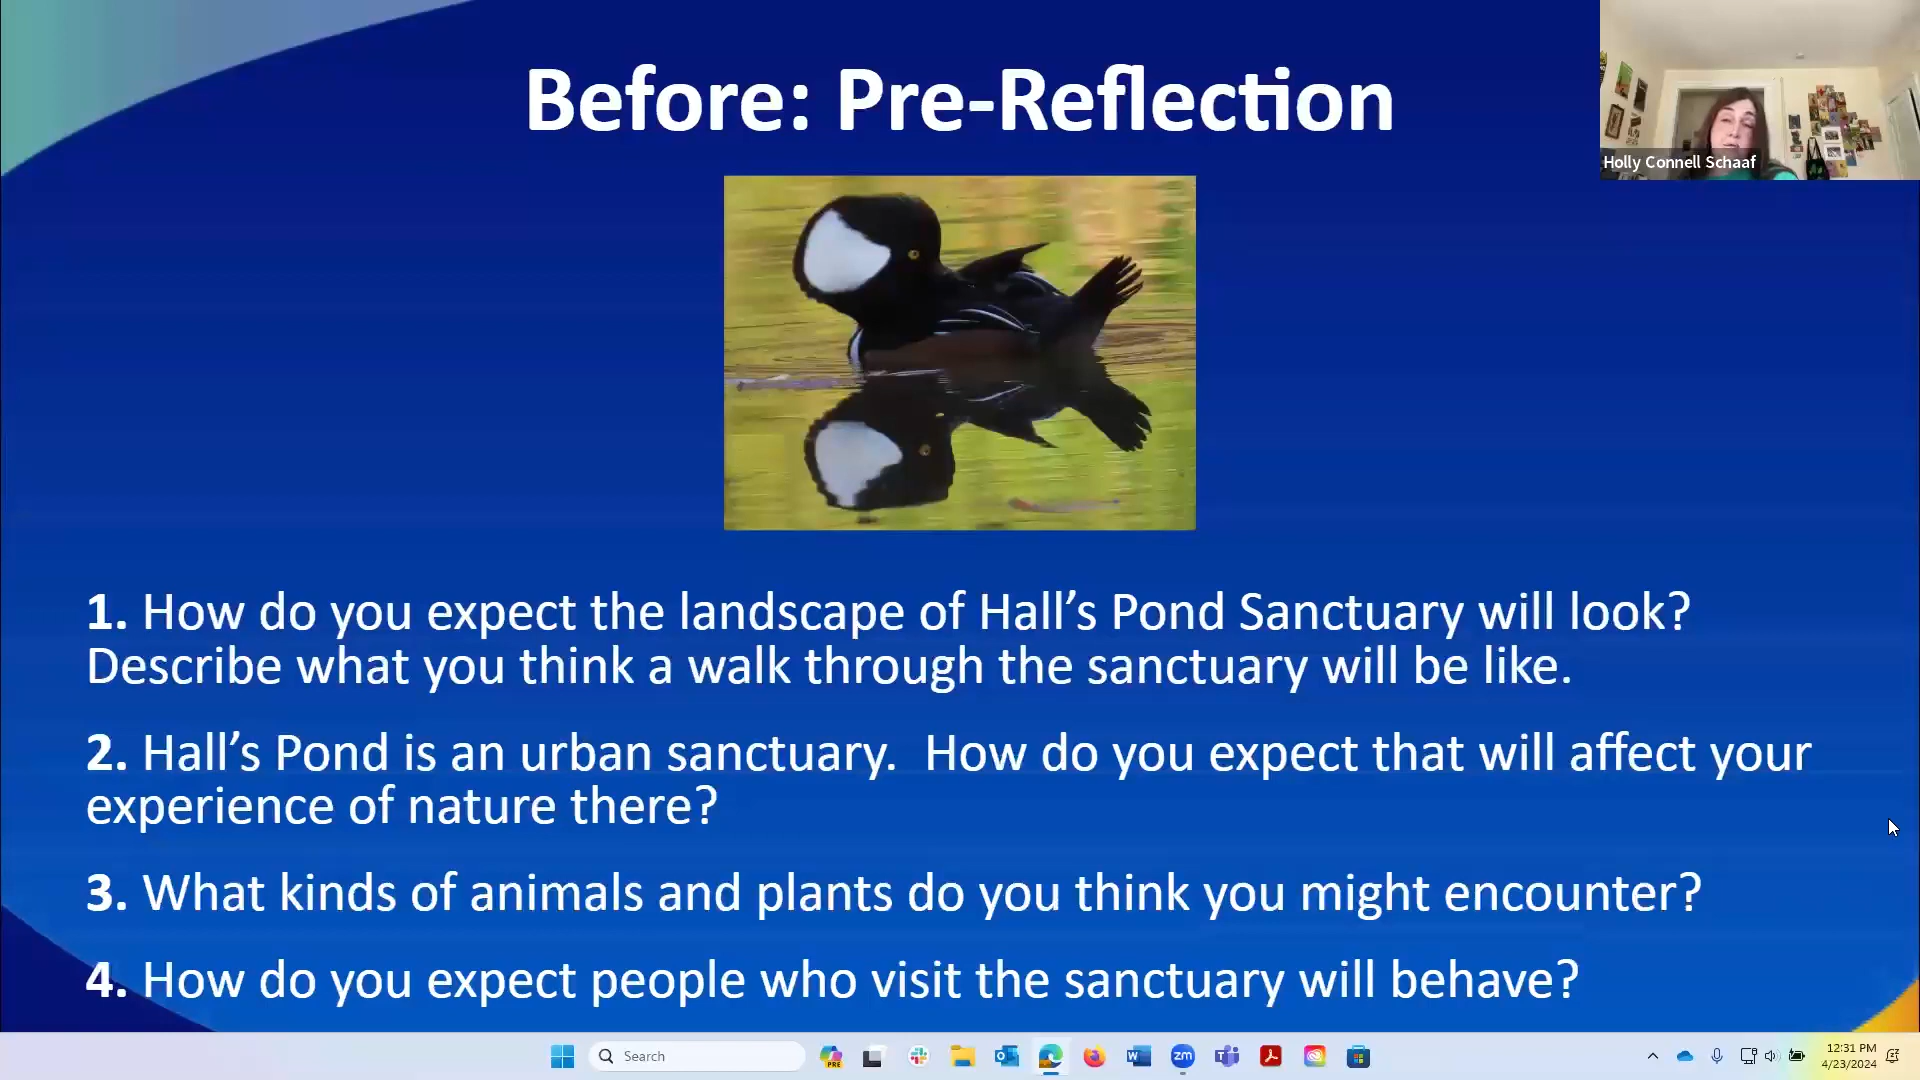 Before: Pre-Reflection
Holly Connell Schaaf
1. How do you expect the landscape of Hall’s Pond Sanctuary will look?
Describe what you think a walk through the sanctuary will be like.
2. Hall’s Pond is an urban sanctuary.  How do you expect that will affect your
experience of nature there?
3. What kinds of animals and plants do you think you might encounter?
4. How do you expect people who visit the sanctuary will behave?
Search
PRE
zm
12:31 PM
4/23/2024